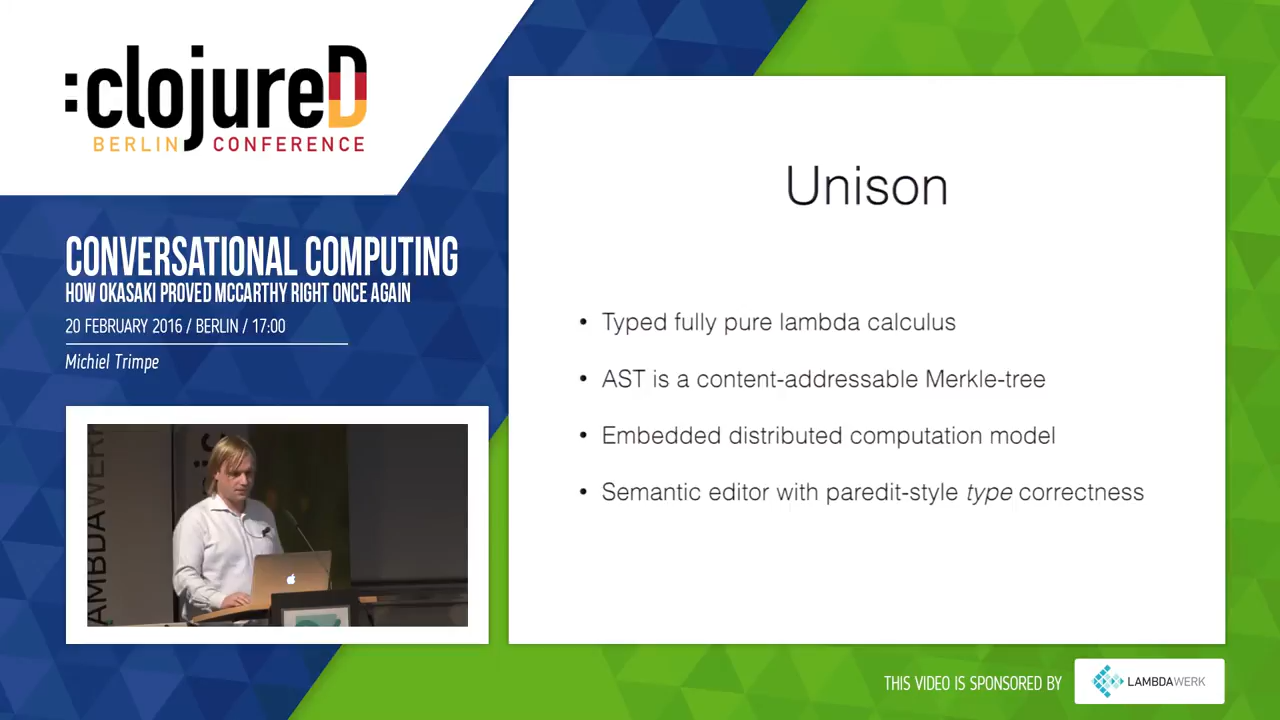 :clojureD
BERLIN CONFERENCE
CONVERSATIONAL COMPUTING
HOW OKASAKI PROVED MCCARTHY RIGHT ONCE AGAIN
20 FEBRUARY 2016 / BERLIN / 17:00
Michiel Trimpe
AMBDAWERK
Unison
• Typed fully pure lambda calculus
• AST is a content-addressable Merkle-tree
• Embedded distributed computation model
• Semantic editor with paredit-style type correctness
THIS VIDEO IS SPONSORED BY
LAMBDAWERK